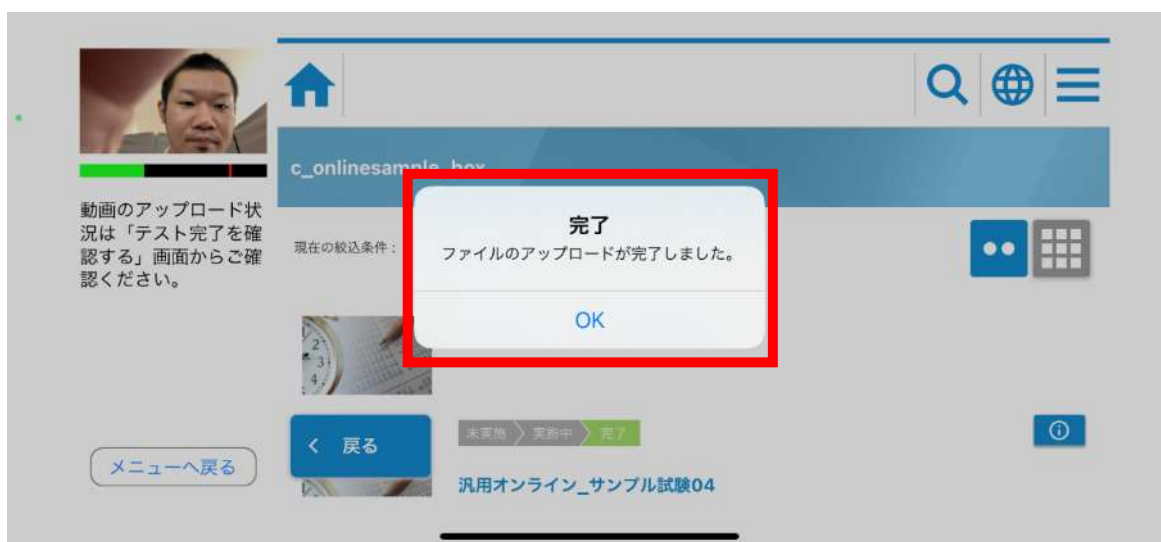 c_onlinesample_box
動画のアップロード状
況は「テスト完了を確
認する」画面からご確
認ください。
現在の絞込条件：
完了
ファイルのアップロードが完了しました。
OK
戻る
未実施
実施中
完了
メニューへ戻る
汎用オンライン_サンプル試験04